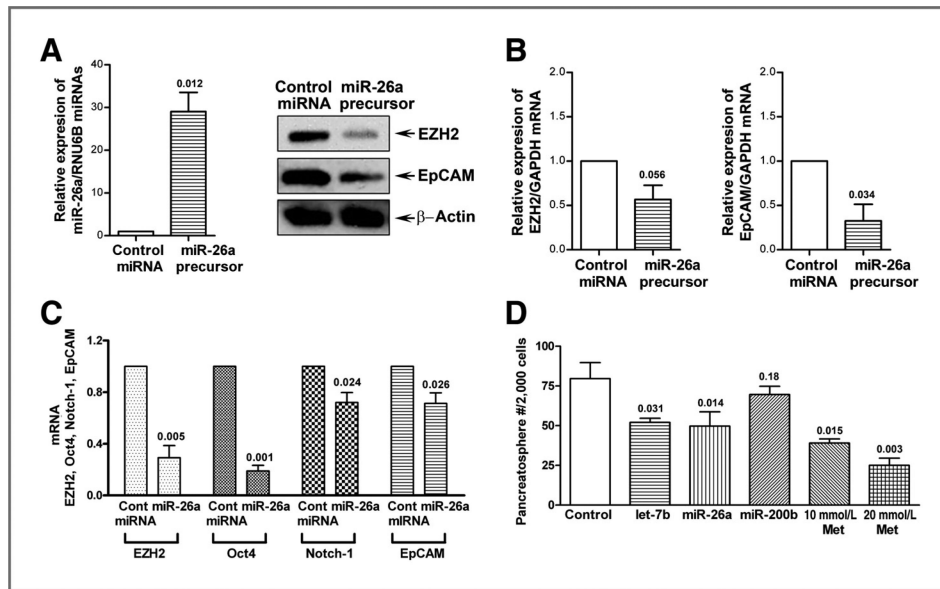 A
Relative expresion of
miR-26a/RNU6B miRNAs
40
30
20
10
0
0.012
Control
miRNA
miR-26a
precursor
Control
miRNA
miR-26a
precursor
EZH2
EpCAM
β-Actin
B
Relative expresion of
EZH2/GAPDH mRNA
2.0
1.5
1.0
0.5
0.0
0.056
Control
miRNA
miR-26a
precursor
Relative expresion of
EpCAM/GAPDH mRNA
2.0
1.5
1.0
0.5
0.0
0.034
Control
miRNA
miR-26a
precursor
C
mRNA
EZH2, Oct4, Notch-1, EpCAM
1.2
0.8
0.4
0.0
0.005
0.001
0.024
0.026
Cont miR-26a
miRNA
Cont miR-26a
miRNA
Cont miR-26a
miRNA
Cont miR-26a
miRNA
EZH2
Oct4
Notch-1
EpCAM
D
Pancreatosphere #/2,000 cells
100
75
50
25
0
0.031
0.014
0.18
0.015
0.003
Control
let-7b
miR-26a
miR-200b
10 mmol/L
Met
20 mmol/L
Met